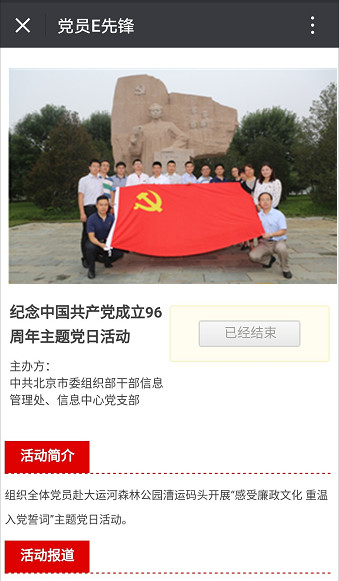 党员E先锋
纪念中国共产党成立96
周年主题党日活动
已经结束
主办方：
中共北京市委组织部干部信息
管理处、信息中心党支部
活动简介
组织全体党员赴大运河森林公园漕运码头开展“感受廉政文化 重温
入党誓词”主题党日活动。
活动报道